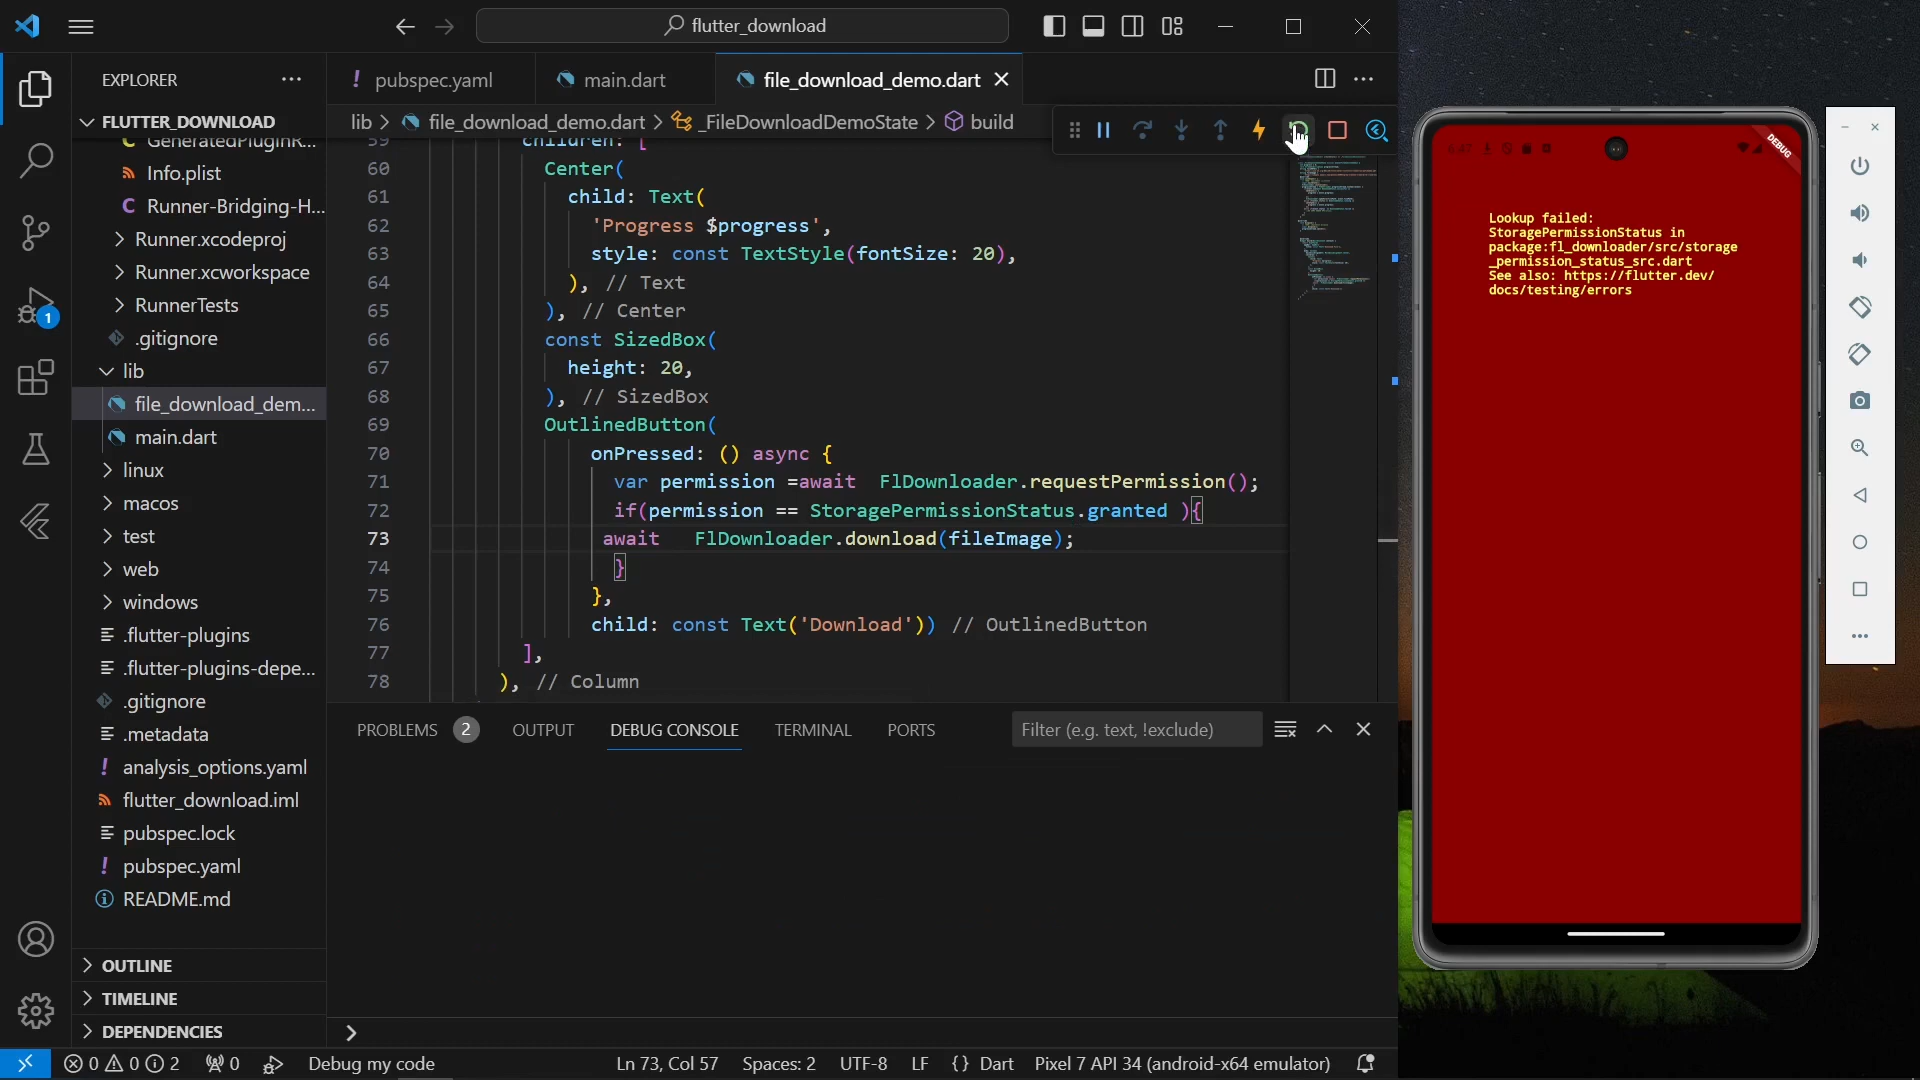 flutter_download
EXPLORER
pubspec.yaml
main.dart
file_download_demo.dart
FLUTTER_DOWNLOAD
lib > file_download_demo.dart > _FileDownloadDemoState > build
GeneratedPluginR...
Info.plist
Runner-Bridging-H...
Runner.xcodeproj
Runner.xcworkspace
RunnerTests
.gitignore
lib
file_download_dem...
main.dart
linux
macos
test
web
windows
.flutter-plugins
.flutter-plugins-depe...
.gitignore
.metadata
analysis_options.yaml
flutter_download.iml
pubspec.lock
pubspec.yaml
README.md
OUTLINE
TIMELINE
DEPENDENCIES
1
59 children: [
60 Center(
61 child: Text(
62 'Progress $progress',
63 style: const TextStyle(fontSize: 20),
64 ), // Text
65 ), // Center
66 const SizedBox(
67 height: 20,
68 ), // SizedBox
69 OutlinedButton(
70 onPressed: () async {
71 var permission =await  FlDownloader.requestPermission();
72 if(permission == StoragePermissionStatus.granted ){
73 await   FlDownloader.download(fileImage);
74 }
75 },
76 child: const Text('Download')) // OutlinedButton
77 ],
78 ), // Column
PROBLEMS 2 OUTPUT DEBUG CONSOLE TERMINAL PORTS
Filter (e.g. text, !exclude)
>
0 0 2 0 Debug my code
Ln 73, Col 57 Spaces: 2 UTF-8 LF {} Dart Pixel 7 API 34 (android-x64 emulator)
DEBUG
Lookup failed:
StoragePermissionStatus in
package:fl_downloader/src/storage
_permission_status_src.dart
See also: https://flutter.dev/
docs/testing/errors